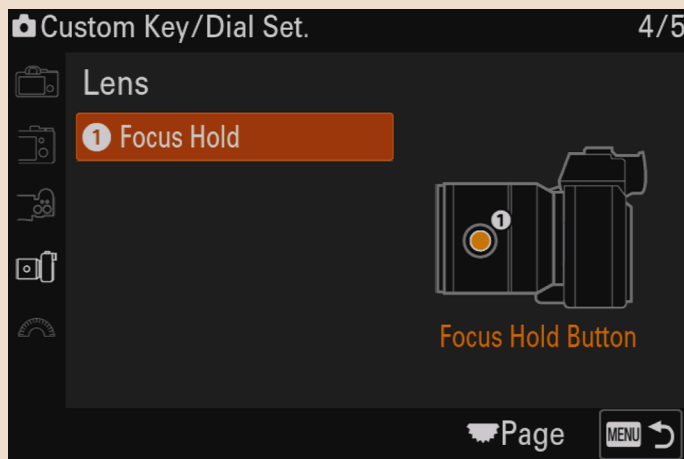 Custom Key/Dial Set.
4/5
Lens
1 Focus Hold
1
Focus Hold Button
Page
MENU